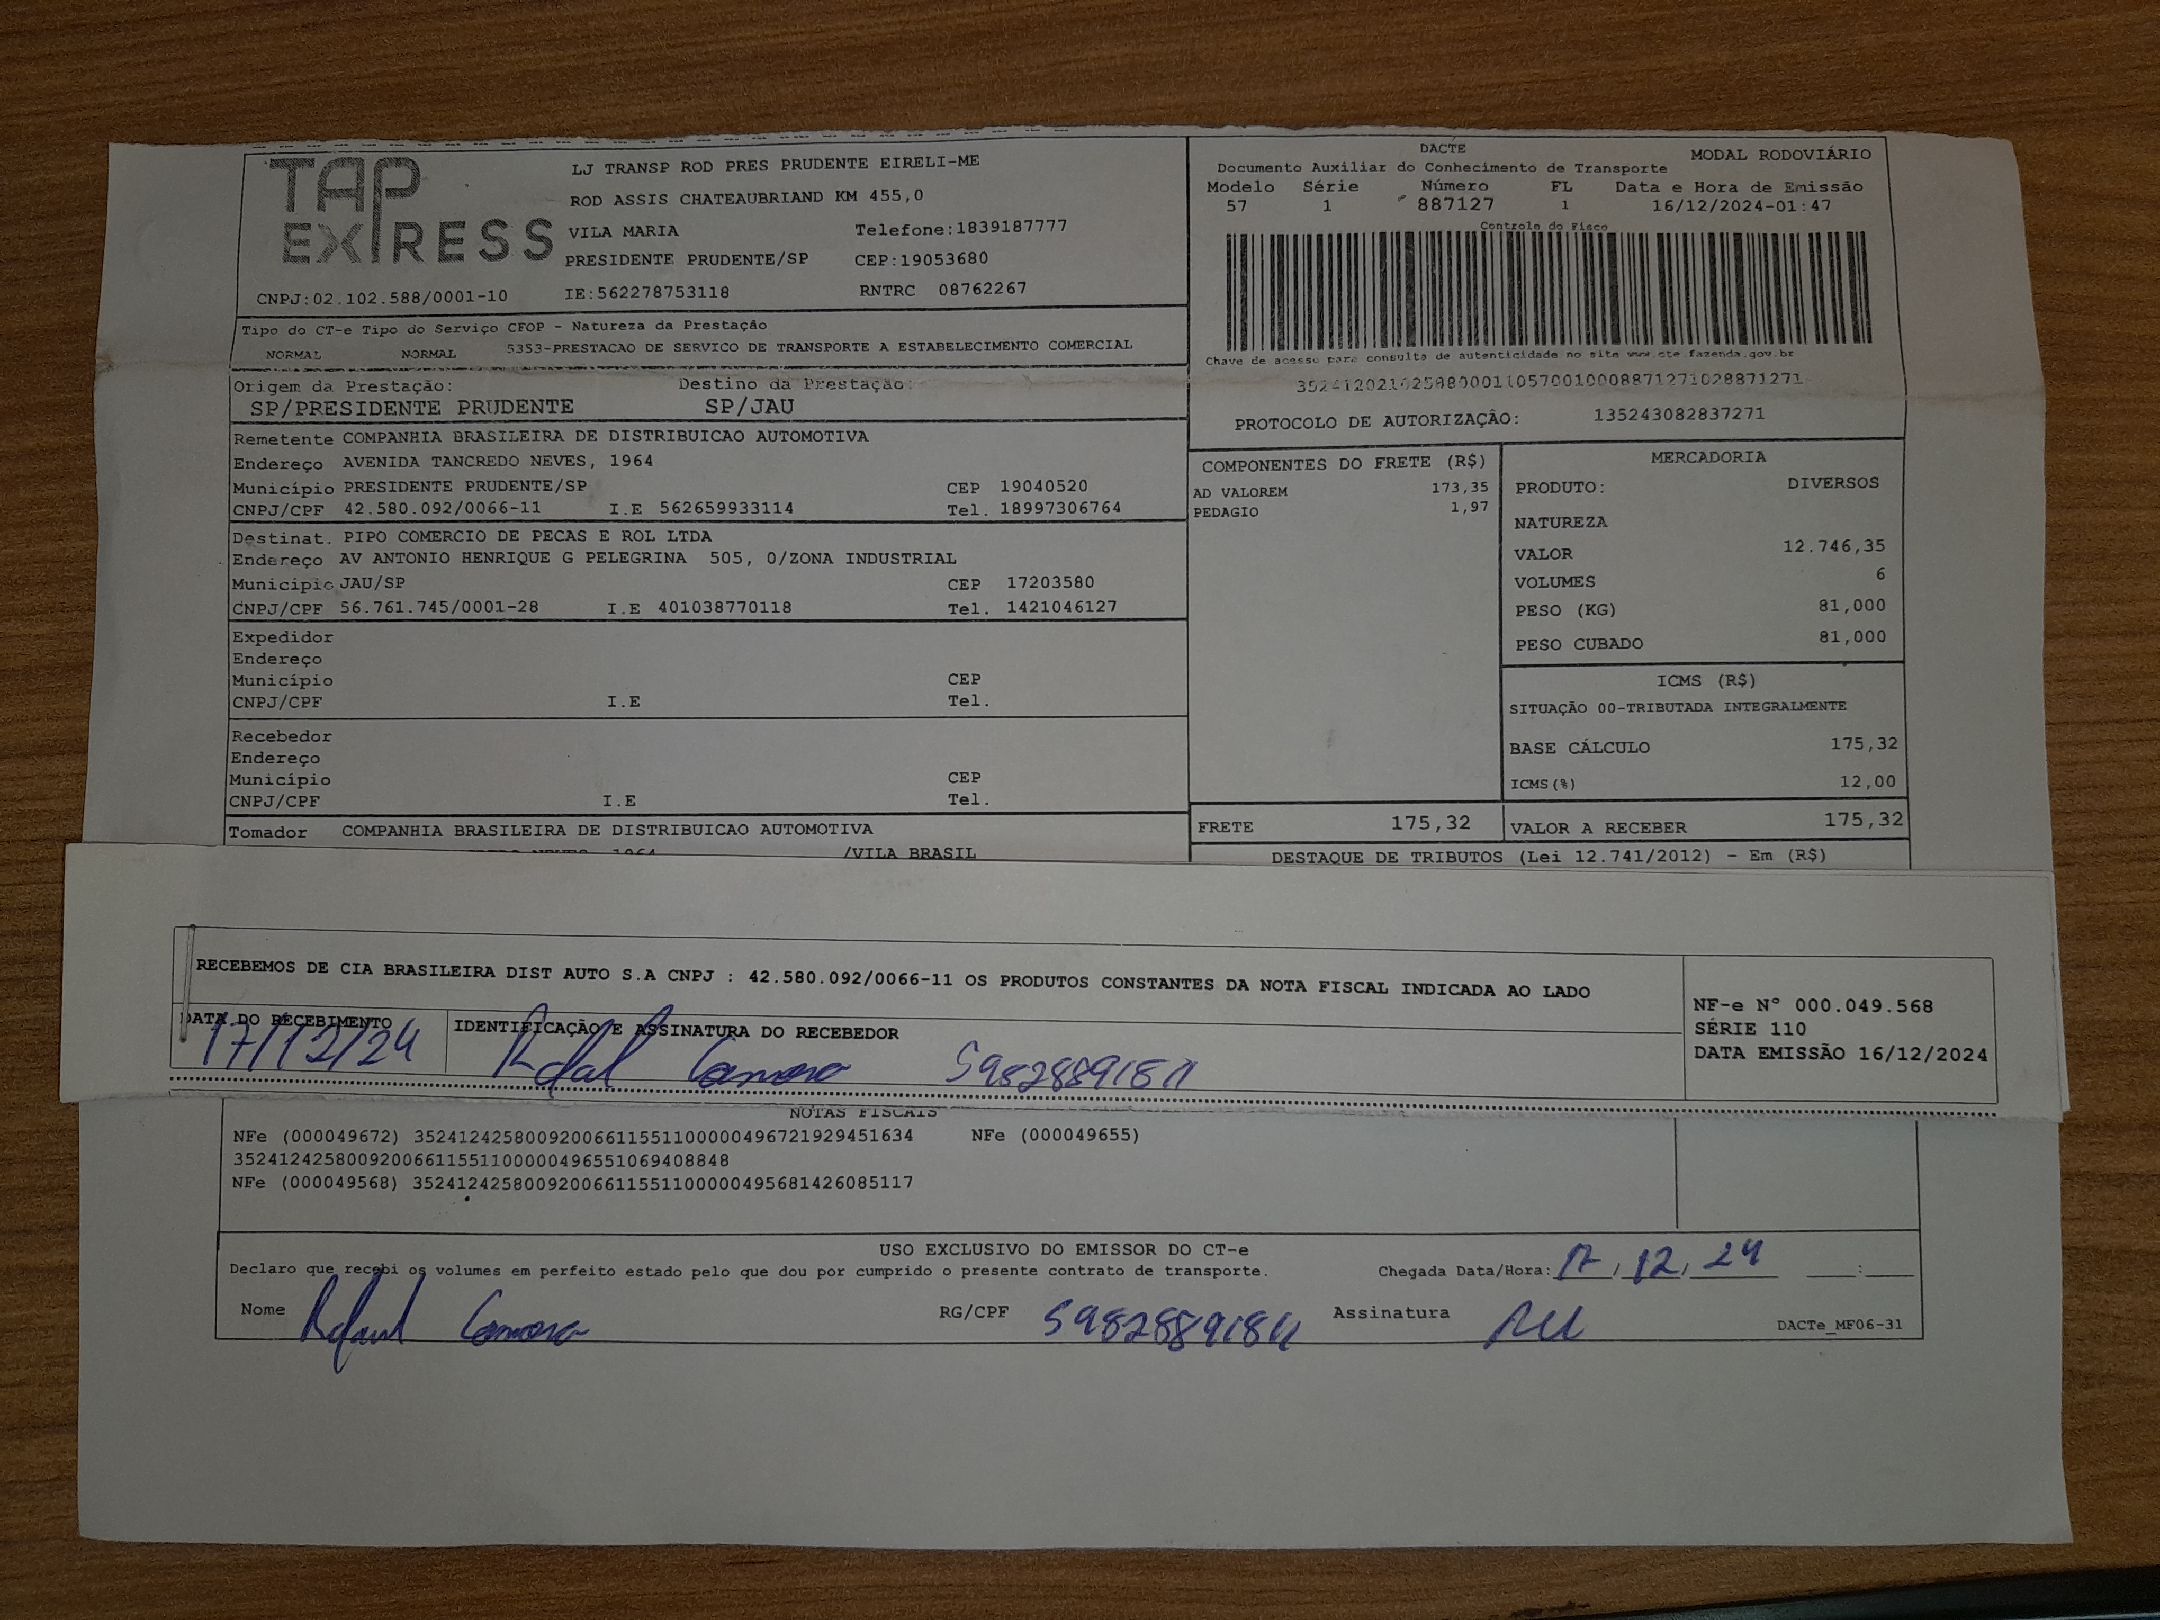 TAP EXPRESS
LJ TRANSP ROD PRES PRUDENTE EIRELI-ME
ROD ASSIS CHATEAUBRIAND KM 455,0
VILA MARIA Telefone:1839187777
PRESIDENTE PRUDENTE/SP CEP:19053680
CNPJ:02.102.588/0001-10 IE:562278753118 RNTRC 08762267
DACTE
Documento Auxiliar do Conhecimento de Transporte MODAL RODOVIÁRIO
Modelo Série Número FL Data e Hora de Emissão
57 1 887127 1 16/12/2024-01:47
Controle do Fisco
Chave de acesso para consulta de autenticidade no site www.cte.fazenda.gov.br
PROTOCOLO DE AUTORIZAÇÃO: 135243082837271
Tipo do CT-e Tipo do Serviço CFOP - Natureza da Prestação
NORMAL NORMAL 5353-PRESTACAO DE SERVICO DE TRANSPORTE A ESTABELECIMENTO COMERCIAL
Origem da Prestação: Destino da Prestação:
SP/PRESIDENTE PRUDENTE SP/JAU
Remetente COMPANHIA BRASILEIRA DE DISTRIBUICAO AUTOMOTIVA
Endereço AVENIDA TANCREDO NEVES, 1964
Município PRESIDENTE PRUDENTE/SP CEP 19040520
CNPJ/CPF 42.580.092/0066-11 I.E 562659933114 Tel. 18997306764
Destinat. PIPO COMERCIO DE PECAS E ROL LTDA
Endereço AV ANTONIO HENRIQUE G PELEGRINA 505, 0/ZONA INDUSTRIAL
Municipio JAU/SP CEP 17203580
CNPJ/CPF 56.761.745/0001-28 I.E 401038770118 Tel. 1421046127
Expedidor
Endereço
Município CEP
CNPJ/CPF I.E Tel.
Recebedor
Endereço
Município CEP
CNPJ/CPF I.E Tel.
Tomador COMPANHIA BRASILEIRA DE DISTRIBUICAO AUTOMOTIVA
/VILA BRASIL
COMPONENTES DO FRETE (R$)
AD VALOREM 173,35
PEDAGIO 1,97
MERCADORIA
PRODUTO: DIVERSOS
NATUREZA
VALOR 12.746,35
VOLUMES 6
PESO (KG) 81,000
PESO CUBADO 81,000
ICMS (R$)
SITUAÇÃO 00-TRIBUTADA INTEGRALMENTE
BASE CÁLCULO 175,32
ICMS(%) 12,00
FRETE 175,32 VALOR A RECEBER 175,32
DESTAQUE DE TRIBUTOS (Lei 12.741/2012) - Em (R$)
RECEBEMOS DE CIA BRASILEIRA DIST AUTO S.A CNPJ : 42.580.092/0066-11 OS PRODUTOS CONSTANTES DA NOTA FISCAL INDICADA AO LADO
DATA DO RECEBIMENTO IDENTIFICAÇÃO E ASSINATURA DO RECEBEDOR
17/12/24
NF-e N° 000.049.568
SÉRIE 110
DATA EMISSÃO 16/12/2024
NOTAS FISCAIS
NFe (000049672) 35241242580092006611551100000496721929451634 NFe (000049655)
35241242580092006611551100000496551069408848
NFe (000049568) 35241242580092006611551100000495681426085117
USO EXCLUSIVO DO EMISSOR DO CT-e
Declaro que recebi os volumes em perfeito estado pelo que dou por cumprido o presente contrato de transporte. Chegada Data/Hora: 17/12/24
Nome RG/CPF Assinatura
DACTe_MF06-31